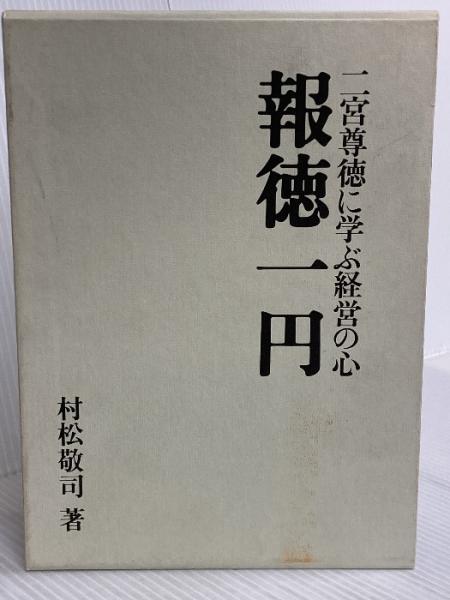 二宮尊徳に学ぶ経営の心
報徳一円
村松敬司 著